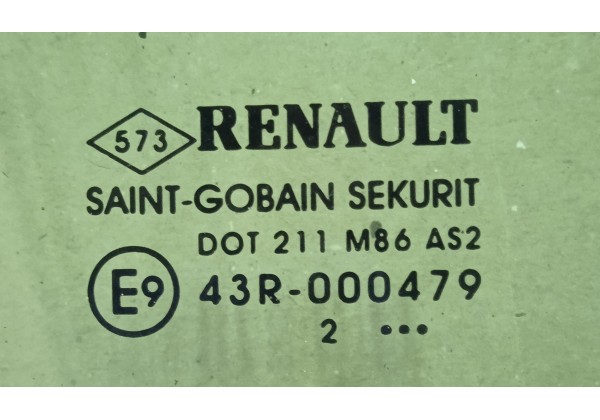 573 RENAULT
SAINT-GOBAIN SEKURIT
DOT 211 M86 AS2
E9 43R-000479
2 •••